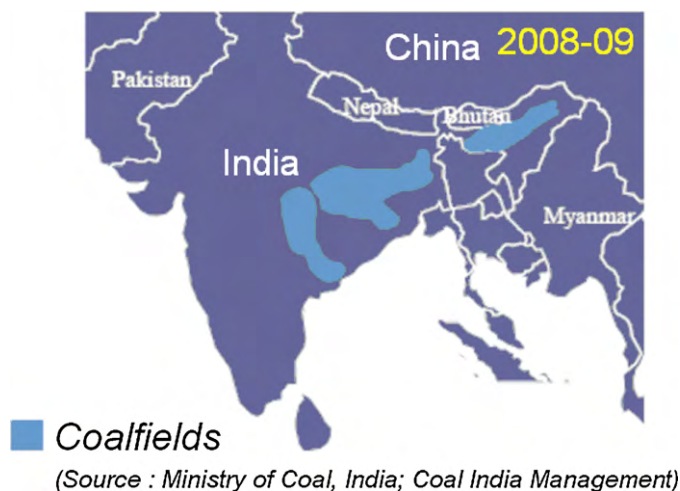 China 2008-09
Pakistan
Nepal
Bhutan
India
Myanmar
Coalfields
(Source : Ministry of Coal, India; Coal India Management)